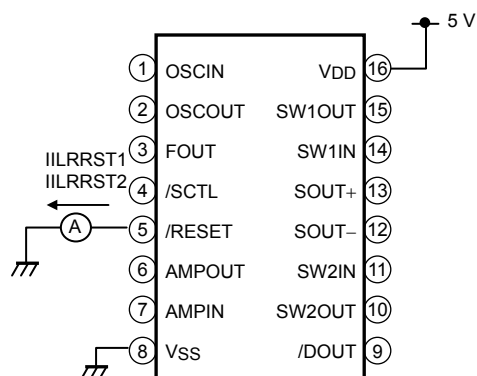 5 V
1 OSCIN VDD 16
2 OSCOUT SW1OUT 15
3 FOUT SW1IN 14
IILRRST1
IILRRST2
4 /SCTL SOUT+ 13
A
5 /RESET SOUT− 12
6 AMPOUT SW2IN 11
7 AMPIN SW2OUT 10
8 VSS /DOUT 9